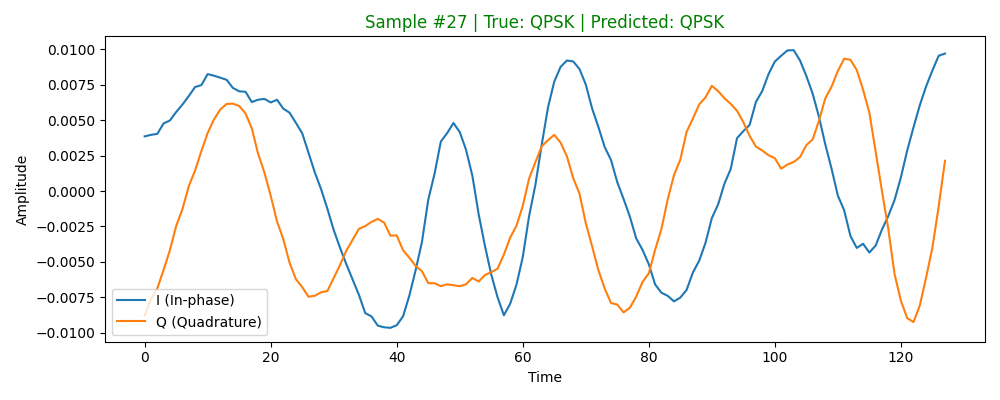 Sample #27 | True: QPSK | Predicted: QPSK
0.0100
0.0075
0.0050
0.0025
0.0000
−0.0025
−0.0050
−0.0075
−0.0100
Amplitude
I (In-phase)
Q (Quadrature)
0 20 40 60 80 100 120
Time